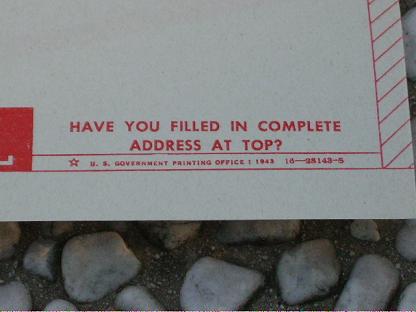 HAVE YOU FILLED IN COMPLETE
ADDRESS AT TOP?
☆ U. S. GOVERNMENT PRINTING OFFICE : 1943 16—28143-5